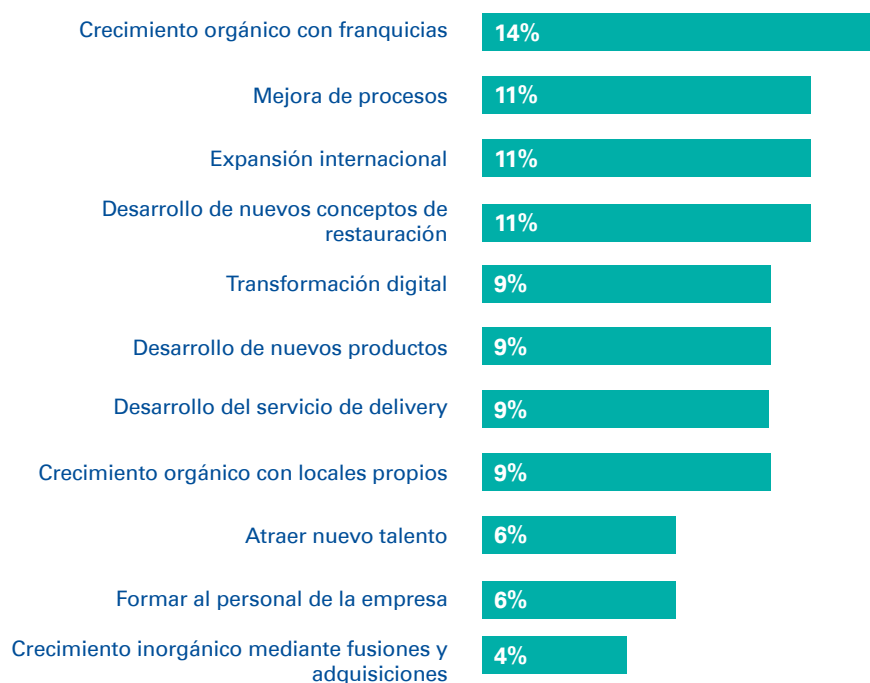 Crecimiento orgánico con franquicias 14%
Mejora de procesos 11%
Expansión internacional 11%
Desarrollo de nuevos conceptos de
restauración 11%
Transformación digital 9%
Desarrollo de nuevos productos 9%
Desarrollo del servicio de delivery 9%
Crecimiento orgánico con locales propios 9%
Atraer nuevo talento 6%
Formar al personal de la empresa 6%
Crecimiento inorgánico mediante fusiones y
adquisiciones 4%